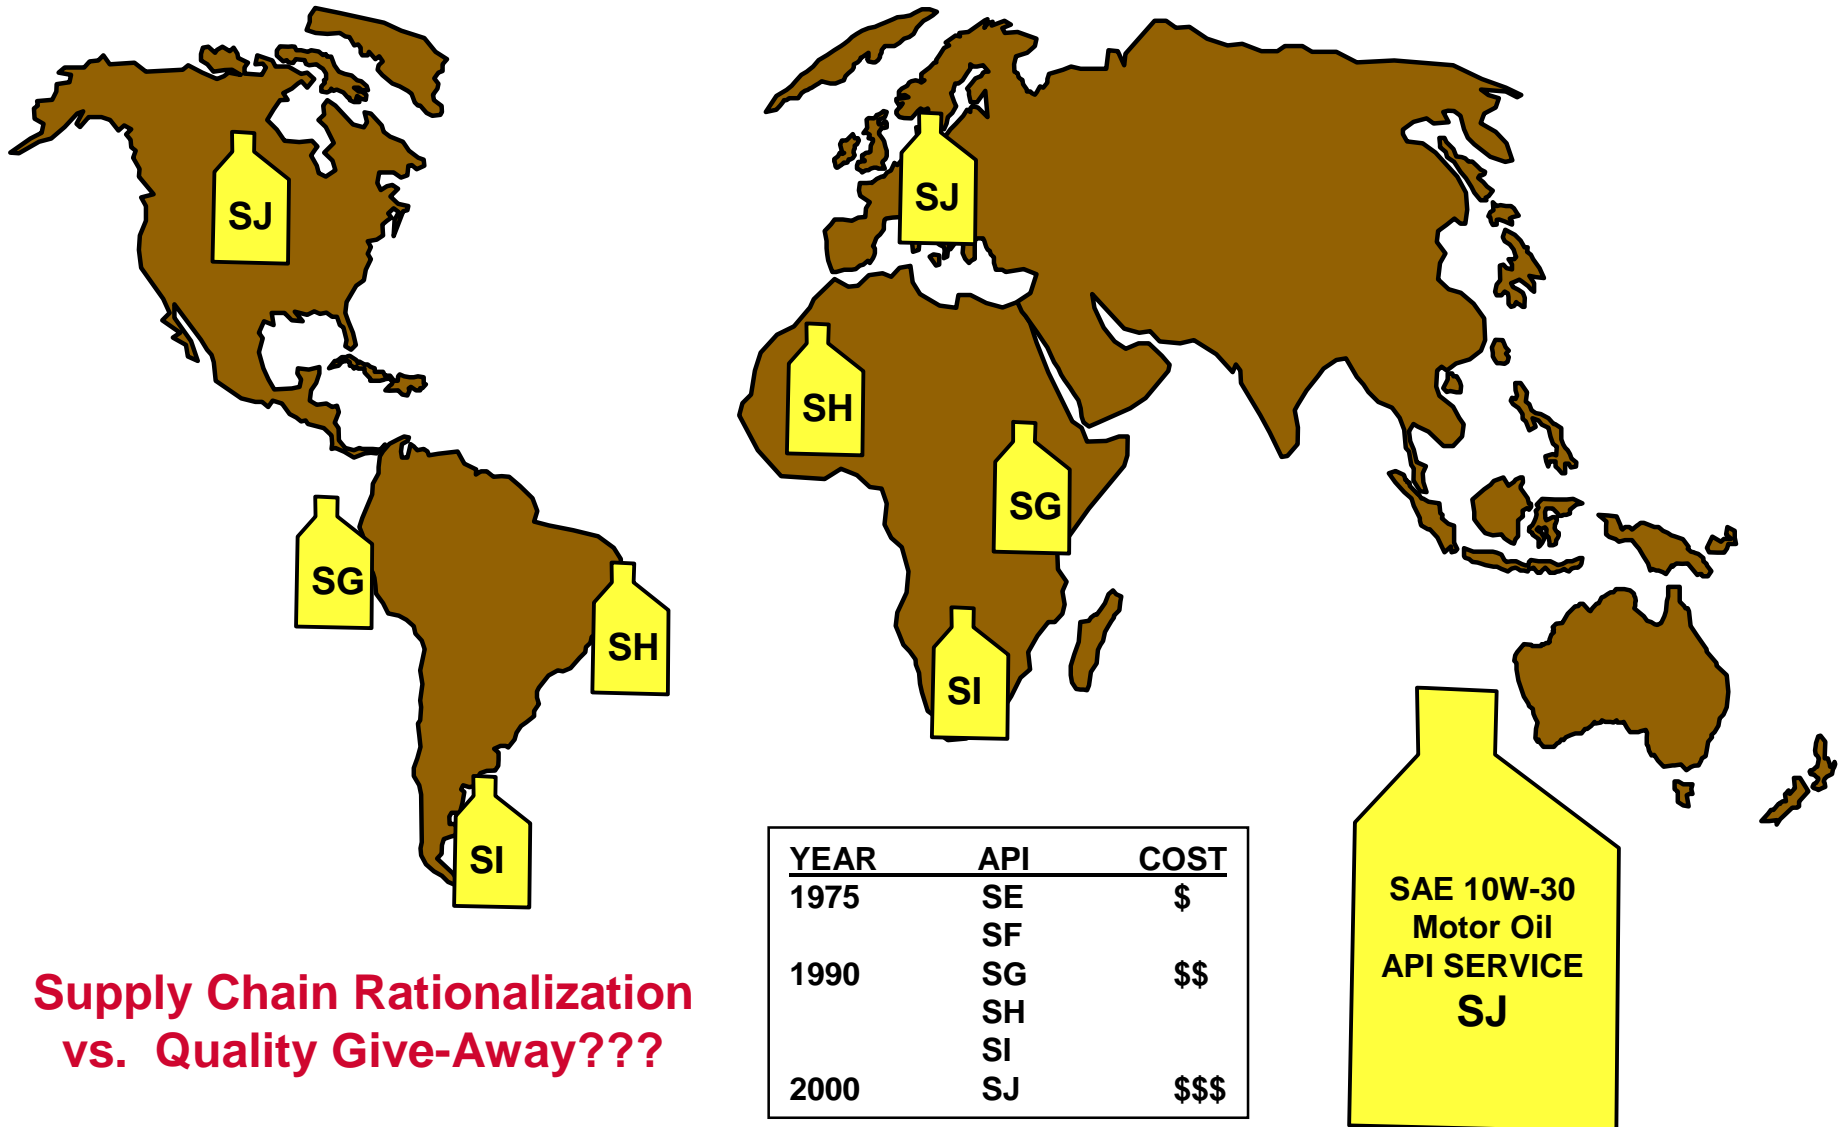 SJ
SJ
SH
SG
SG
SH
SI
SI
YEAR API COST
1975 SE $
SF
1990 SG $$
SH
SI
2000 SJ $$$
SAE 10W-30
Motor Oil
API SERVICE
SJ
Supply Chain Rationalization
vs. Quality Give-Away???